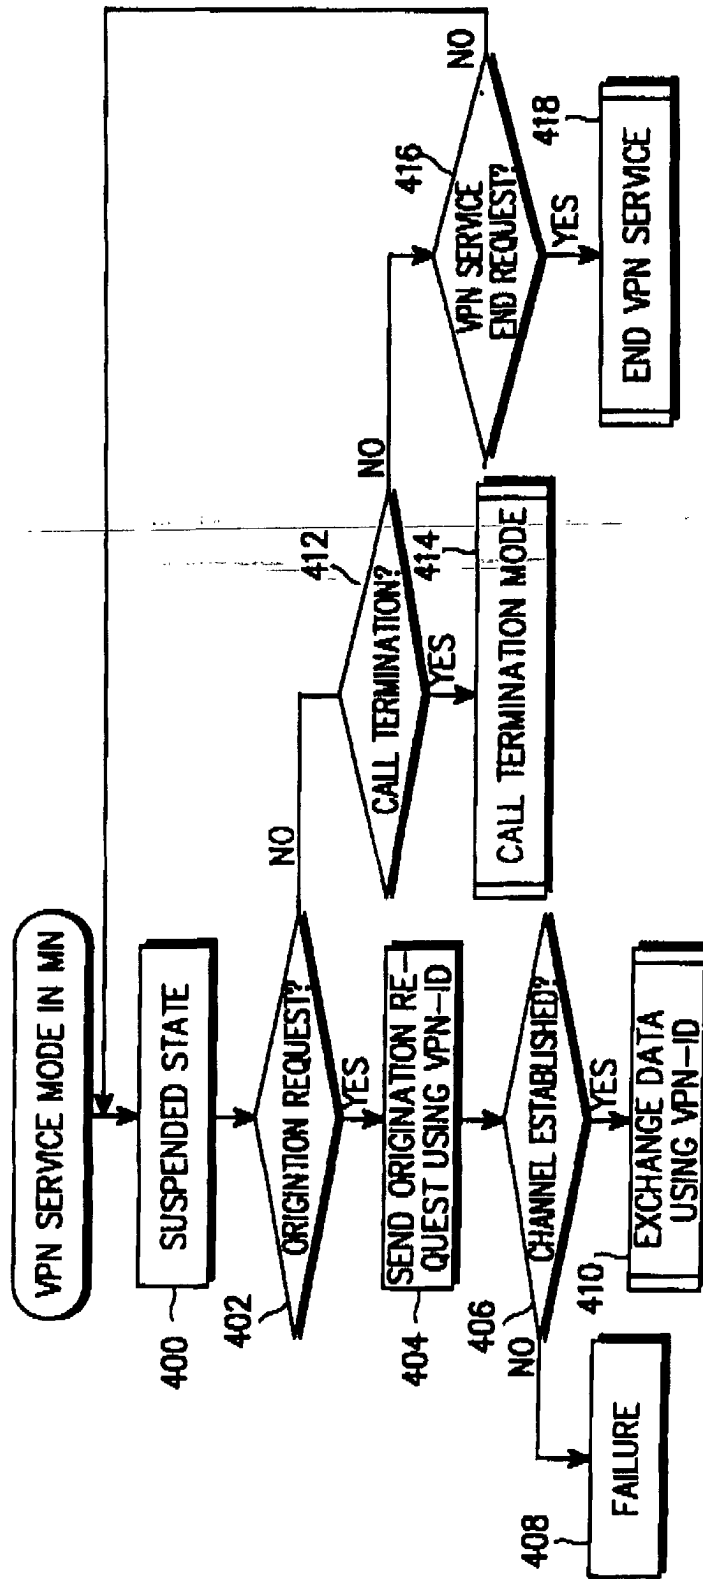 VPN SERVICE MODE IN MN
SUSPENDED STATE
400
ORIGINTION REQUEST?
402
NO
YES
SEND ORIGINATION RE-
QUEST USING VPN-ID
404
CHANNEL ESTABLISHED?
406
NO
YES
FAILURE
408
EXCHANGE DATA
USING VPN-ID
410
CALL TERMINATION?
412
NO
YES
CALL TERMINATION MODE
414
VPN SERVICE
END REQUEST?
416
NO
YES
END VPN SERVICE
418